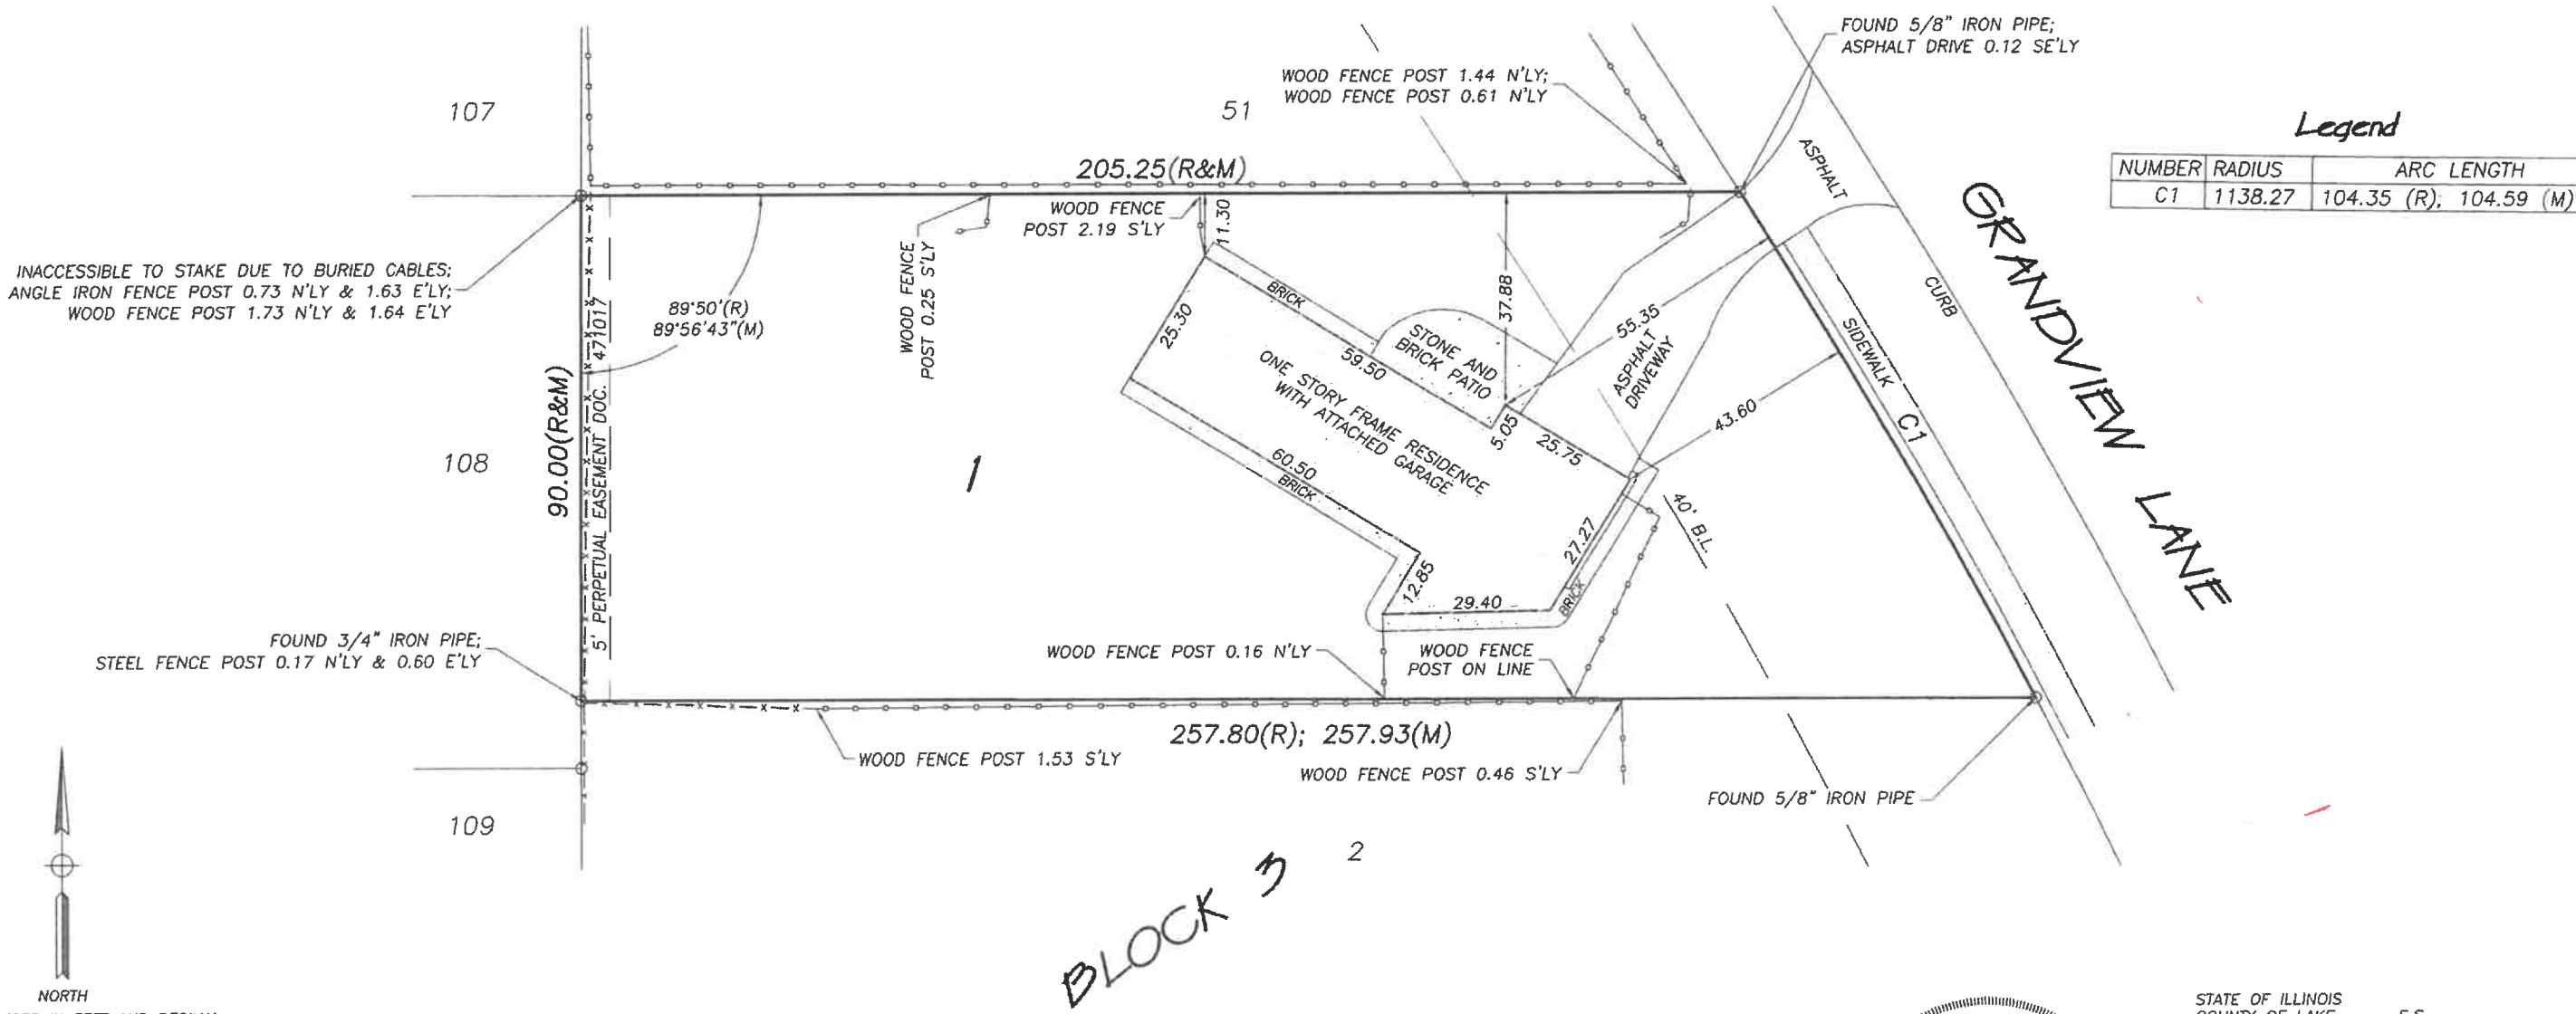 FOUND 5/8" IRON PIPE;
ASPHALT DRIVE 0.12 SE'LY
WOOD FENCE POST 1.44 N'LY;
WOOD FENCE POST 0.61 N'LY
107
51
Legend
NUMBER RADIUS ARC LENGTH
C1 1138.27 104.35 (R); 104.59 (M)
205.25(R&M)
ASPHALT
GRANDVIEW LANE
WOOD FENCE
POST 2.19 S'LY
11.30
WOOD FENCE
POST 0.25 S'LY
INACCESSIBLE TO STAKE DUE TO BURIED CABLES;
ANGLE IRON FENCE POST 0.73 N'LY & 1.63 E'LY;
WOOD FENCE POST 1.73 N'LY & 1.64 E'LY
89°50'(R)
89°56'43"(M)
25.30
BRICK
59.50
STONE AND
BRICK PATIO
37.88
55.35
ASPHALT
DRIVEWAY
CURB
SIDEWALK
C1
43.60
ONE STORY FRAME RESIDENCE
WITH ATTACHED GARAGE
5.05
25.75
90.00(R&M)
5' PERPETUAL EASEMENT DOC. 471017
108
1
60.50
BRICK
40' B.L.
27.27
12.85
29.40
BRICK
FOUND 3/4" IRON PIPE;
STEEL FENCE POST 0.17 N'LY & 0.60 E'LY
WOOD FENCE POST 0.16 N'LY
WOOD FENCE
POST ON LINE
257.80(R); 257.93(M)
WOOD FENCE POST 1.53 S'LY
WOOD FENCE POST 0.46 S'LY
FOUND 5/8" IRON PIPE
109
2
BLOCK 3
NORTH
STATE OF ILLINOIS
COUNTY OF LAKE